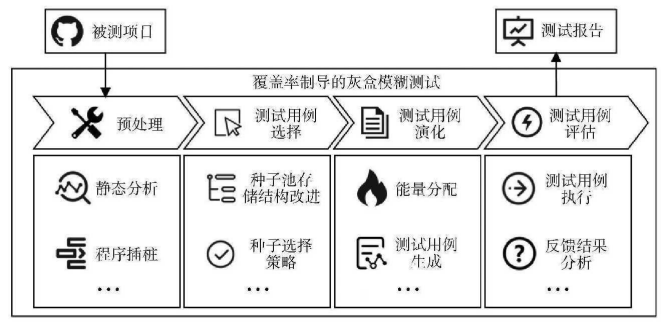 被测项目
测试报告
覆盖率制导的灰盒模糊测试
预处理
测试用例
选择
测试用例
演化
测试用例
评估
静态分析
程序插桩
...
种子池存
储结构改进
种子选择
策略
...
能量分配
测试用例
生成
...
测试用例
执行
反馈结果
分析
...